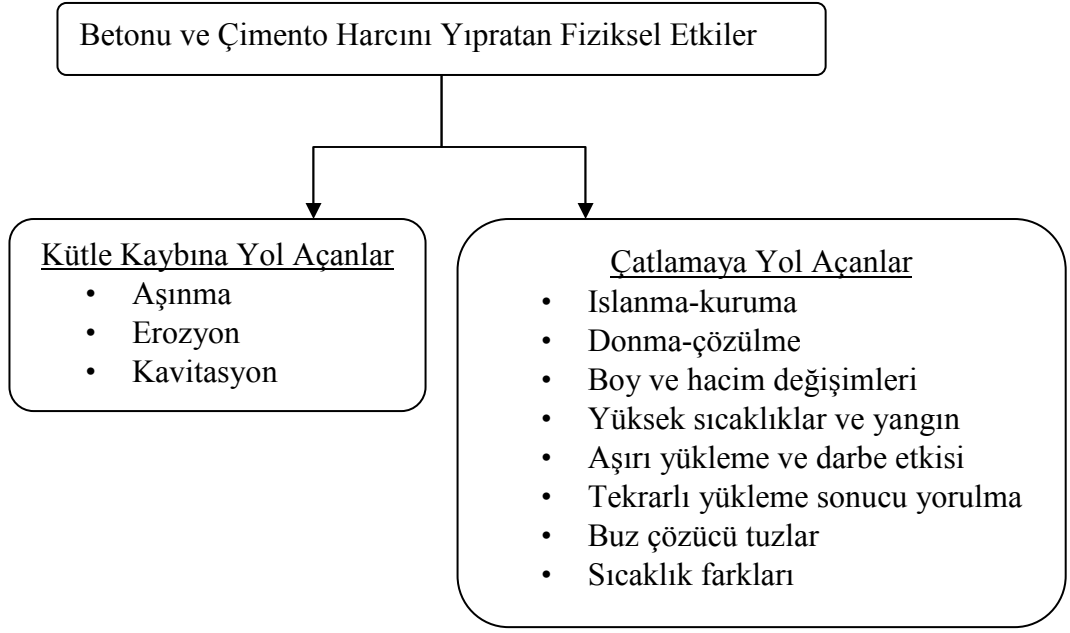 Betonu ve Çimento Harcını Yıpratan Fiziksel Etkiler
Kütle Kaybına Yol Açanlar
• Aşınma
• Erozyon
• Kavitasyon
Çatlamaya Yol Açanlar
• Islanma-kuruma
• Donma-çözülme
• Boy ve hacim değişimleri
• Yüksek sıcaklıklar ve yangın
• Aşırı yükleme ve darbe etkisi
• Tekrarlı yükleme sonucu yorulma
• Buz çözücü tuzlar
• Sıcaklık farkları